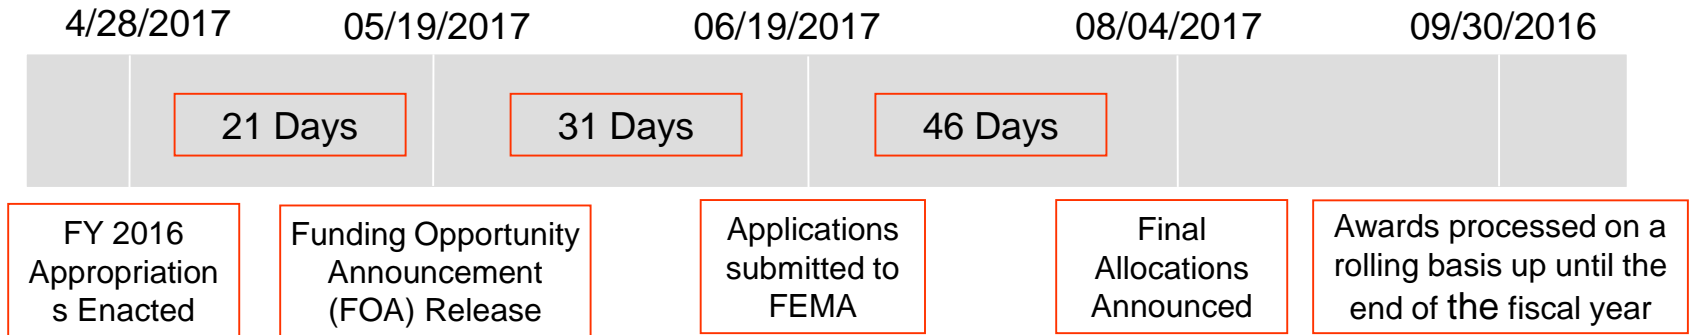 4/28/2017
05/19/2017
06/19/2017
08/04/2017
09/30/2016
21 Days
31 Days
46 Days
FY 2016
Appropriation
s Enacted
Funding Opportunity
Announcement
(FOA) Release
Applications
submitted to
FEMA
Final
Allocations
Announced
Awards processed on a
rolling basis up until the
end of the fiscal year